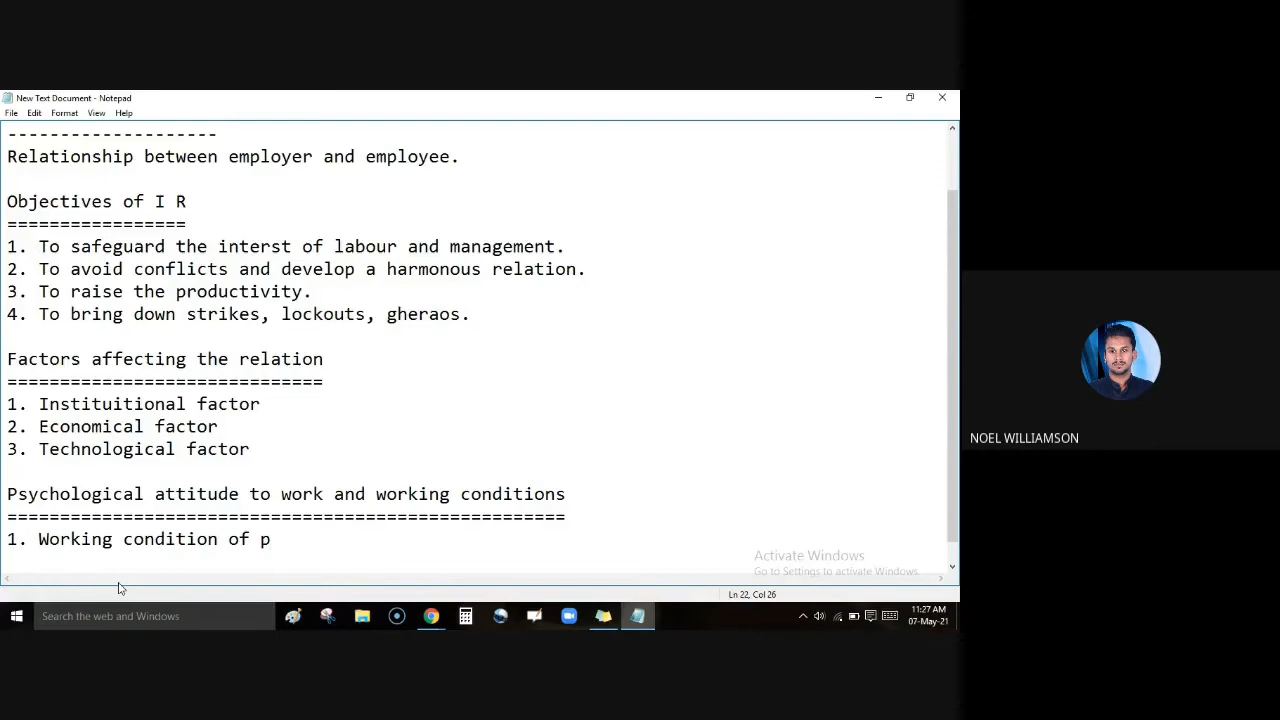 New Text Document - Notepad
File Edit Format View Help
--------------------
Relationship between employer and employee.
Objectives of I R
=================
1. To safeguard the interst of labour and management.
2. To avoid conflicts and develop a harmonous relation.
3. To raise the productivity.
4. To bring down strikes, lockouts, gheraos.
Factors affecting the relation
==============================
1. Instituitional factor
2. Economical factor
3. Technological factor
Psychological attitude to work and working conditions
=====================================================
1. Working condition of p
Activate Windows
Go to Settings to activate Windows.
Ln 22, Col 26
Search the web and Windows
11:27 AM
07-May-21
NOEL WILLIAMSON